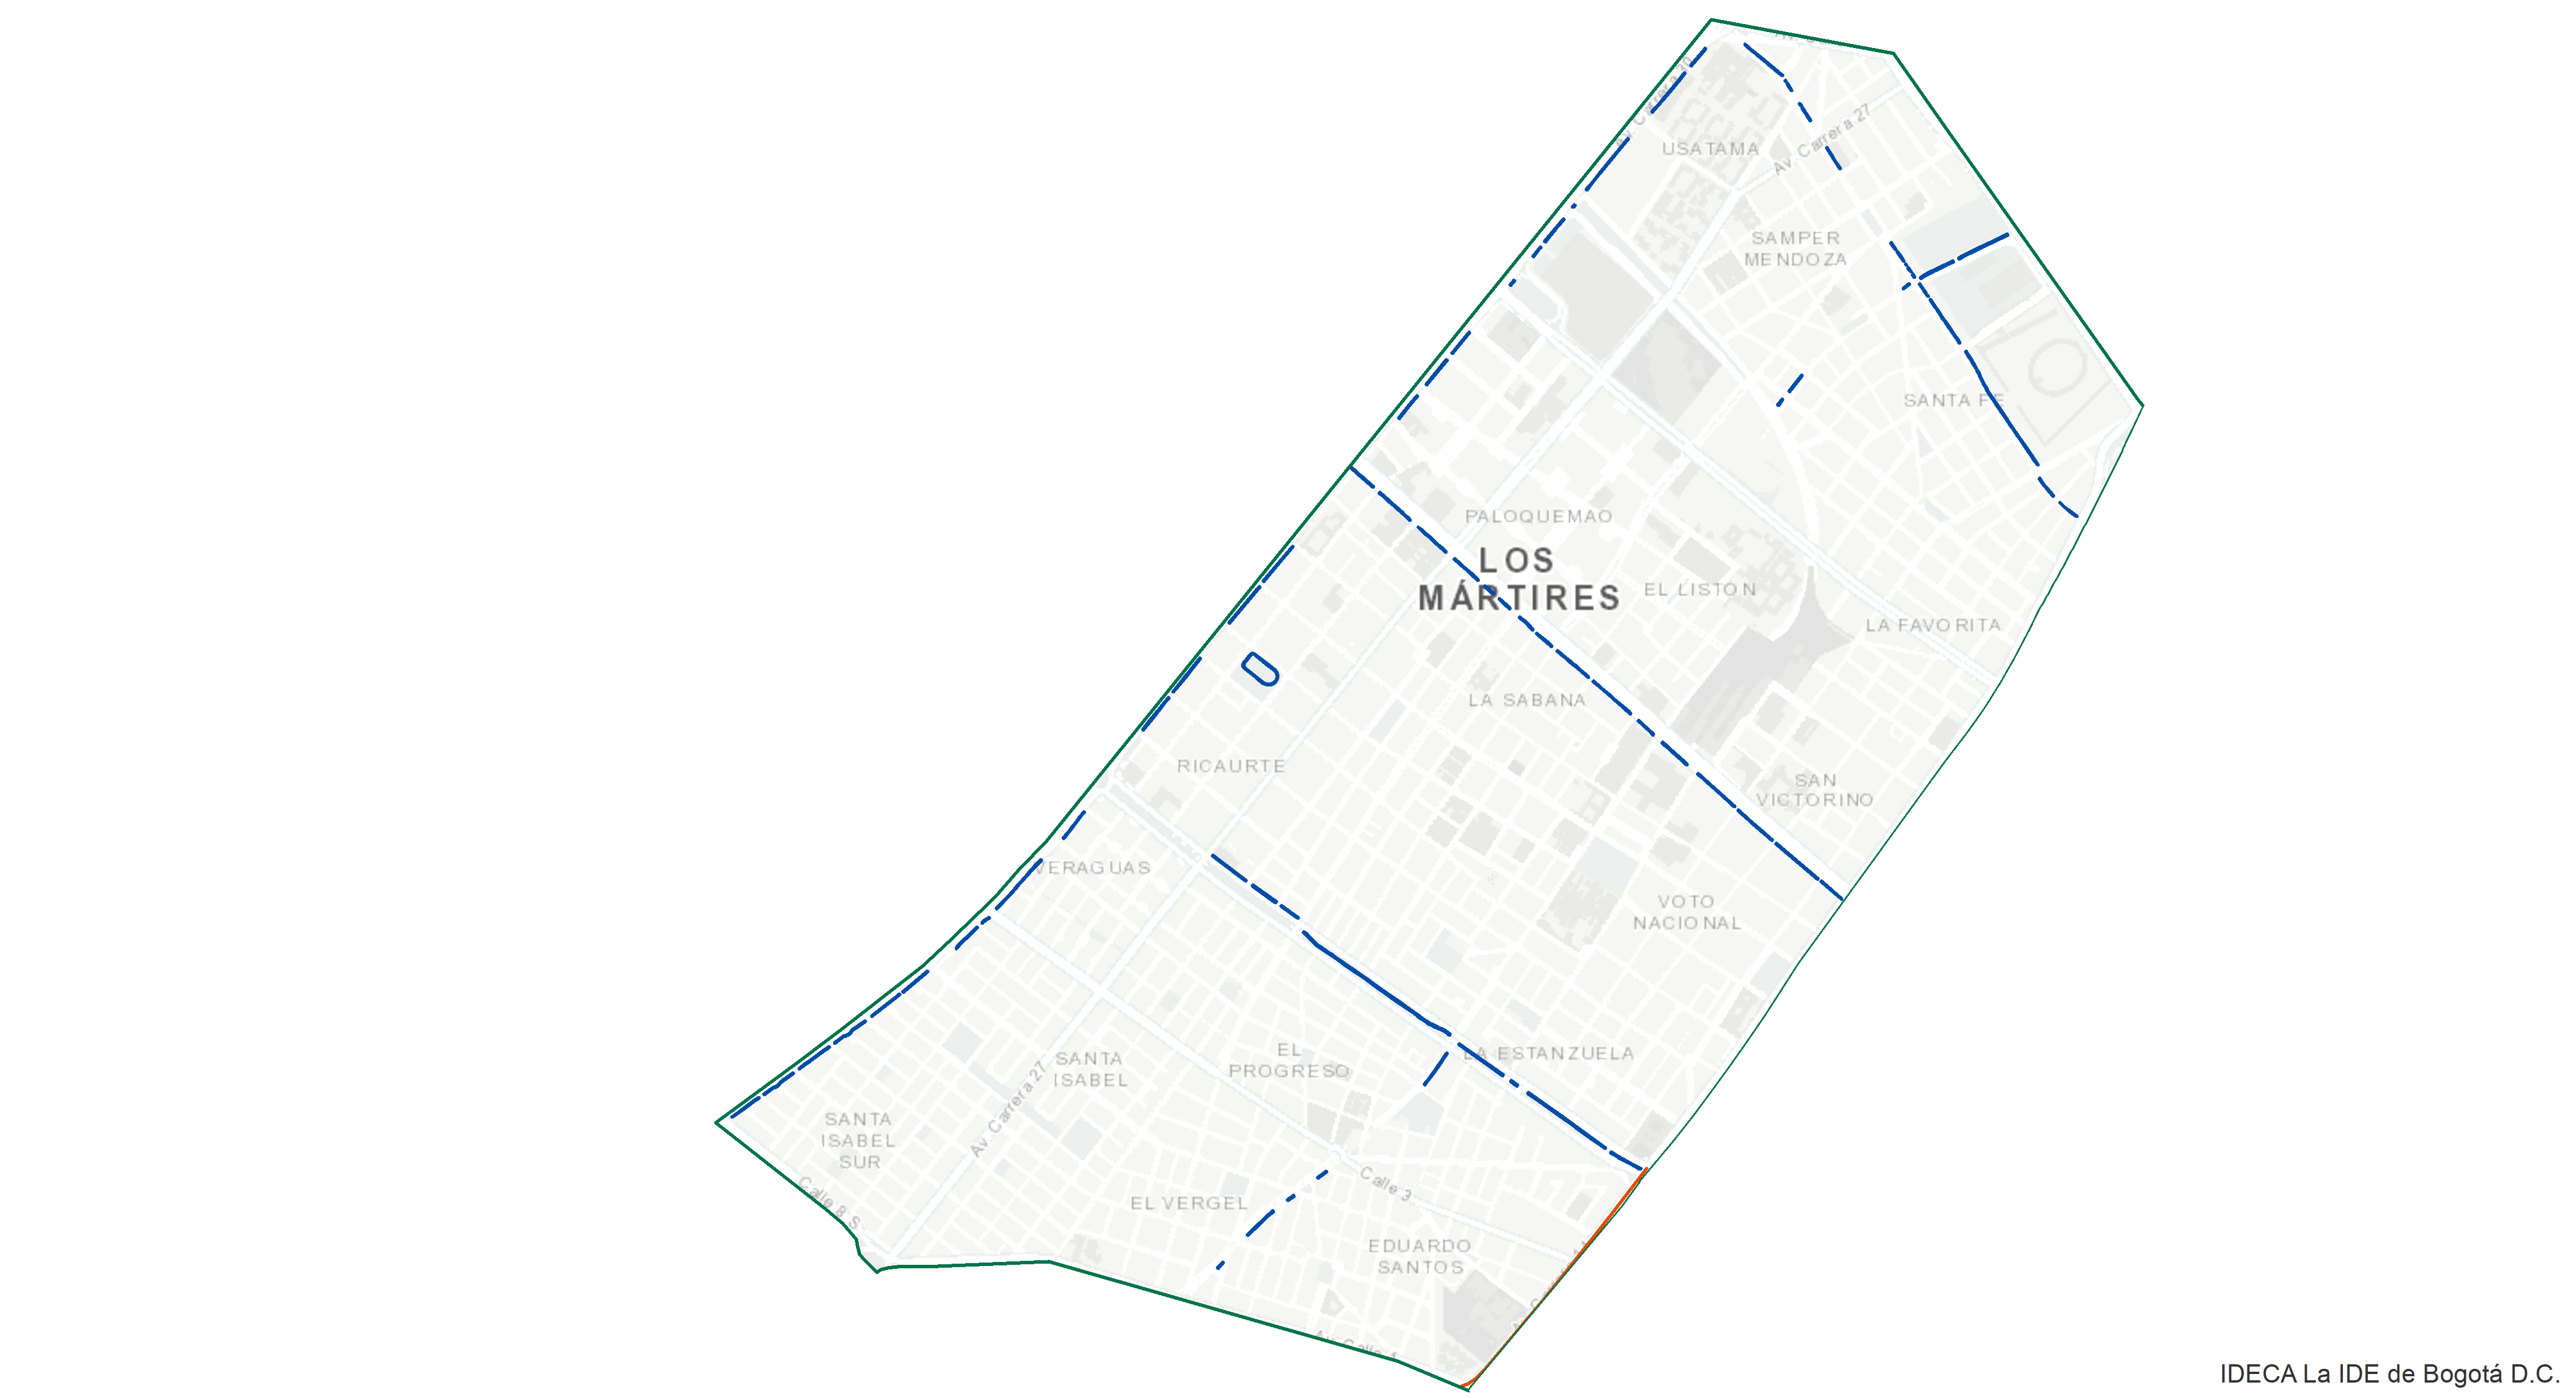 USATAMA
Av. Carrera 27
SAMPER
MENDOZA
SANTA FE
PALOQUEMAO
LOS
MÁRTIRES
EL LISTON
LA FAVORITA
LA SABANA
RICAURTE
SAN
VICTORINO
VERAGUAS
VOTO
NACIONAL
EL
PROGRESO
LA ESTANZUELA
SANTA
ISABEL
Av. Carrera 27
SANTA
ISABEL
SUR
Calle 8 S
EL VERGEL
Calle 3
EDUARDO
SANTOS
IDECA La IDE de Bogotá D.C.